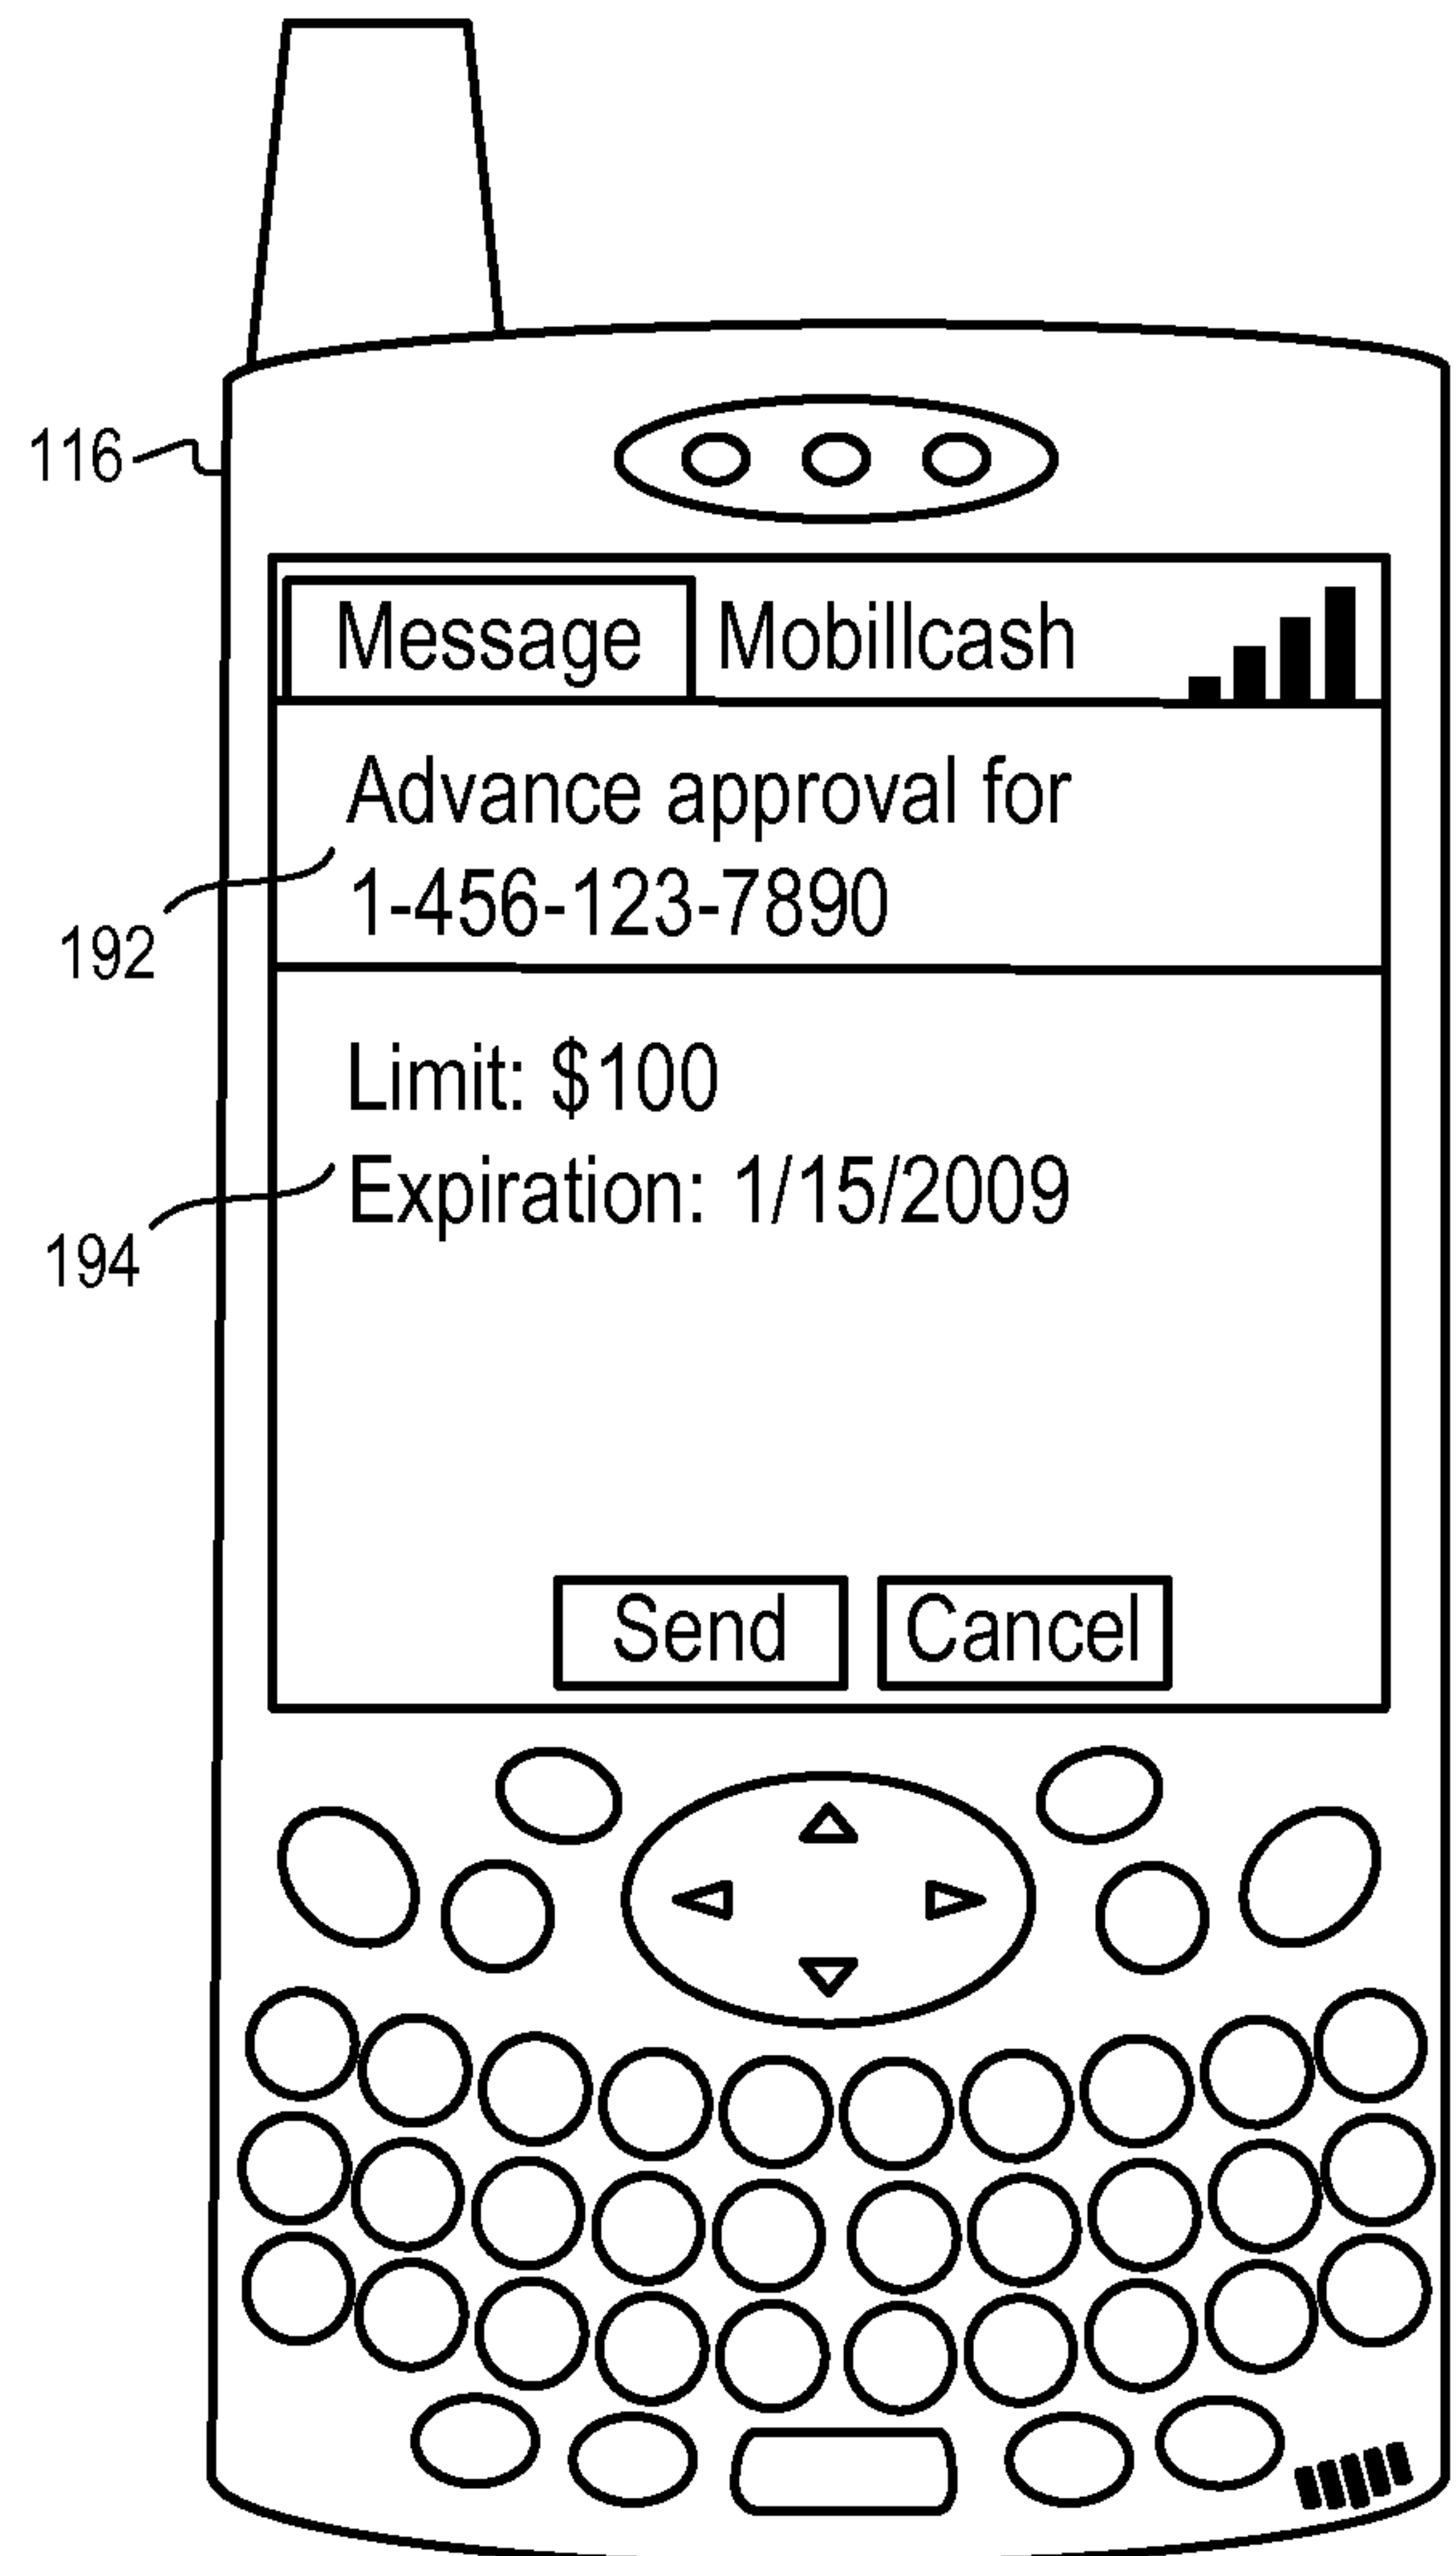 116
Message Mobillcash
Advance approval for
1-456-123-7890
192
Limit: $100
Expiration: 1/15/2009
194
Send Cancel